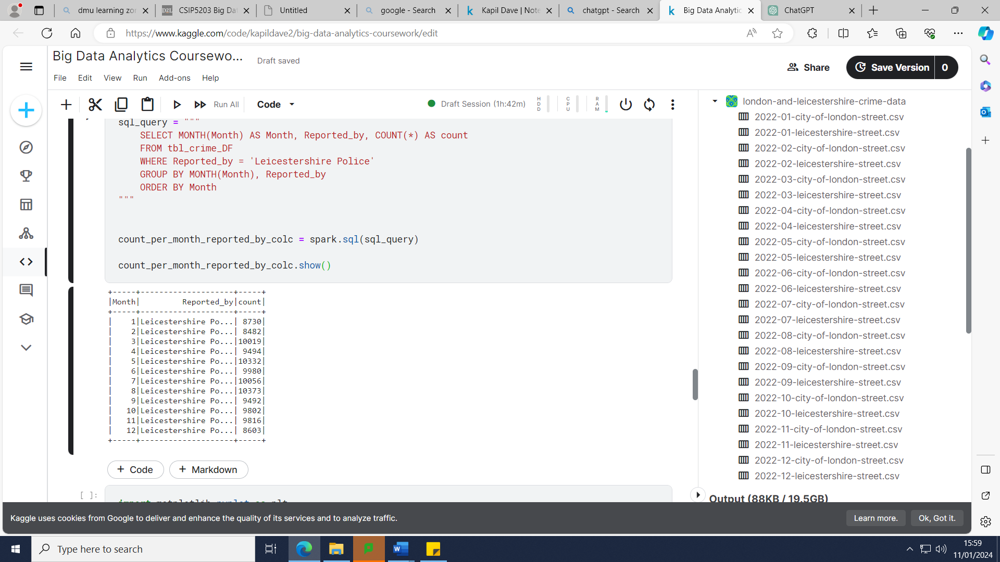 dmu learning zo
CSIP5203 Big Da
Untitled
google - Search
Kapil Dave | Note
chatgpt - Search
Big Data Analytic
ChatGPT
https://www.kaggle.com/code/kapildave2/big-data-analytics-coursework/edit
Big Data Analytics Coursewo...
Draft saved
Share
Save Version
0
File Edit View Run Add-ons Help
Run All
Code
Draft Session (1h:42m)
HDD
CPU
RAM
sql_query = """
SELECT MONTH(Month) AS Month, Reported_by, COUNT(*) AS count
FROM tbl_crime_DF
WHERE Reported_by = 'Leicestershire Police'
GROUP BY MONTH(Month), Reported_by
ORDER BY Month
"""
count_per_month_reported_by_colc = spark.sql(sql_query)
count_per_month_reported_by_colc.show()
+-----+--------------------+-----+
|Month|         Reported_by|count|
+-----+--------------------+-----+
|    1|Leicestershire Po...| 8730|
|    2|Leicestershire Po...| 8482|
|    3|Leicestershire Po...|10019|
|    4|Leicestershire Po...| 9494|
|    5|Leicestershire Po...|10332|
|    6|Leicestershire Po...| 9980|
|    7|Leicestershire Po...|10056|
|    8|Leicestershire Po...|10373|
|    9|Leicestershire Po...| 9492|
|   10|Leicestershire Po...| 9802|
|   11|Leicestershire Po...| 9816|
|   12|Leicestershire Po...| 8603|
+-----+--------------------+-----+
+ Code
+ Markdown
[ ]:
import matplotlib.pyplot as plt
london-and-leicestershire-crime-data
2022-01-city-of-london-street.csv
2022-01-leicestershire-street.csv
2022-02-city-of-london-street.csv
2022-02-leicestershire-street.csv
2022-03-city-of-london-street.csv
2022-03-leicestershire-street.csv
2022-04-city-of-london-street.csv
2022-04-leicestershire-street.csv
2022-05-city-of-london-street.csv
2022-05-leicestershire-street.csv
2022-06-city-of-london-street.csv
2022-06-leicestershire-street.csv
2022-07-city-of-london-street.csv
2022-07-leicestershire-street.csv
2022-08-city-of-london-street.csv
2022-08-leicestershire-street.csv
2022-09-city-of-london-street.csv
2022-09-leicestershire-street.csv
2022-10-city-of-london-street.csv
2022-10-leicestershire-street.csv
2022-11-city-of-london-street.csv
2022-11-leicestershire-street.csv
2022-12-city-of-london-street.csv
2022-12-leicestershire-street.csv
Output (88KB / 19.5GB)
Kaggle uses cookies from Google to deliver and enhance the quality of its services and to analyze traffic.
Learn more.
Ok, Got it.
Type here to search
15:59
11/01/2024